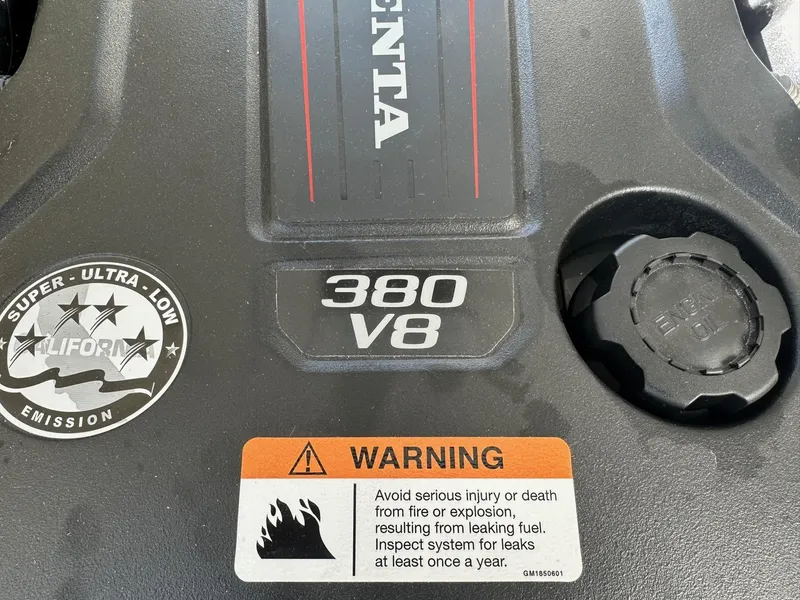 ENTA
380
V8
SUPER - ULTRA - LOW
CALIFORNIA
EMISSION
ENGINE
OIL
WARNING
Avoid serious injury or death
from fire or explosion,
resulting from leaking fuel.
Inspect system for leaks
at least once a year.
GM1850601